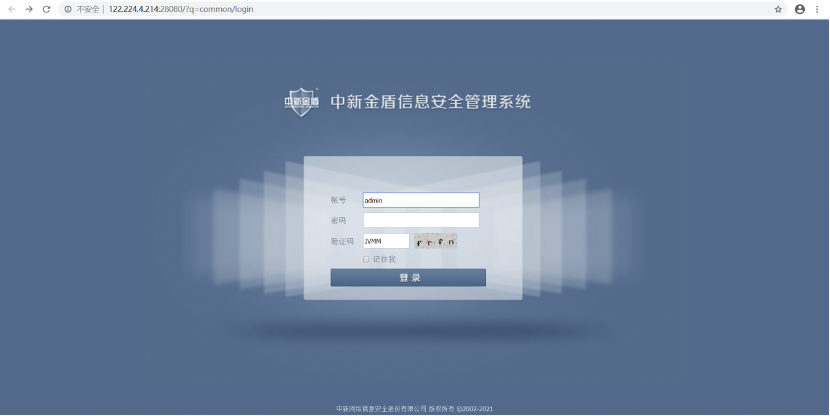 不安全 | 122.224.4.214:28080/?q=common/login
中新金盾 中新金盾信息安全管理系统
帐号 admin
密码
验证码 IVMM f r f n
记住我
登 录
中新网络信息安全股份有限公司 版权所有 @2002-2021